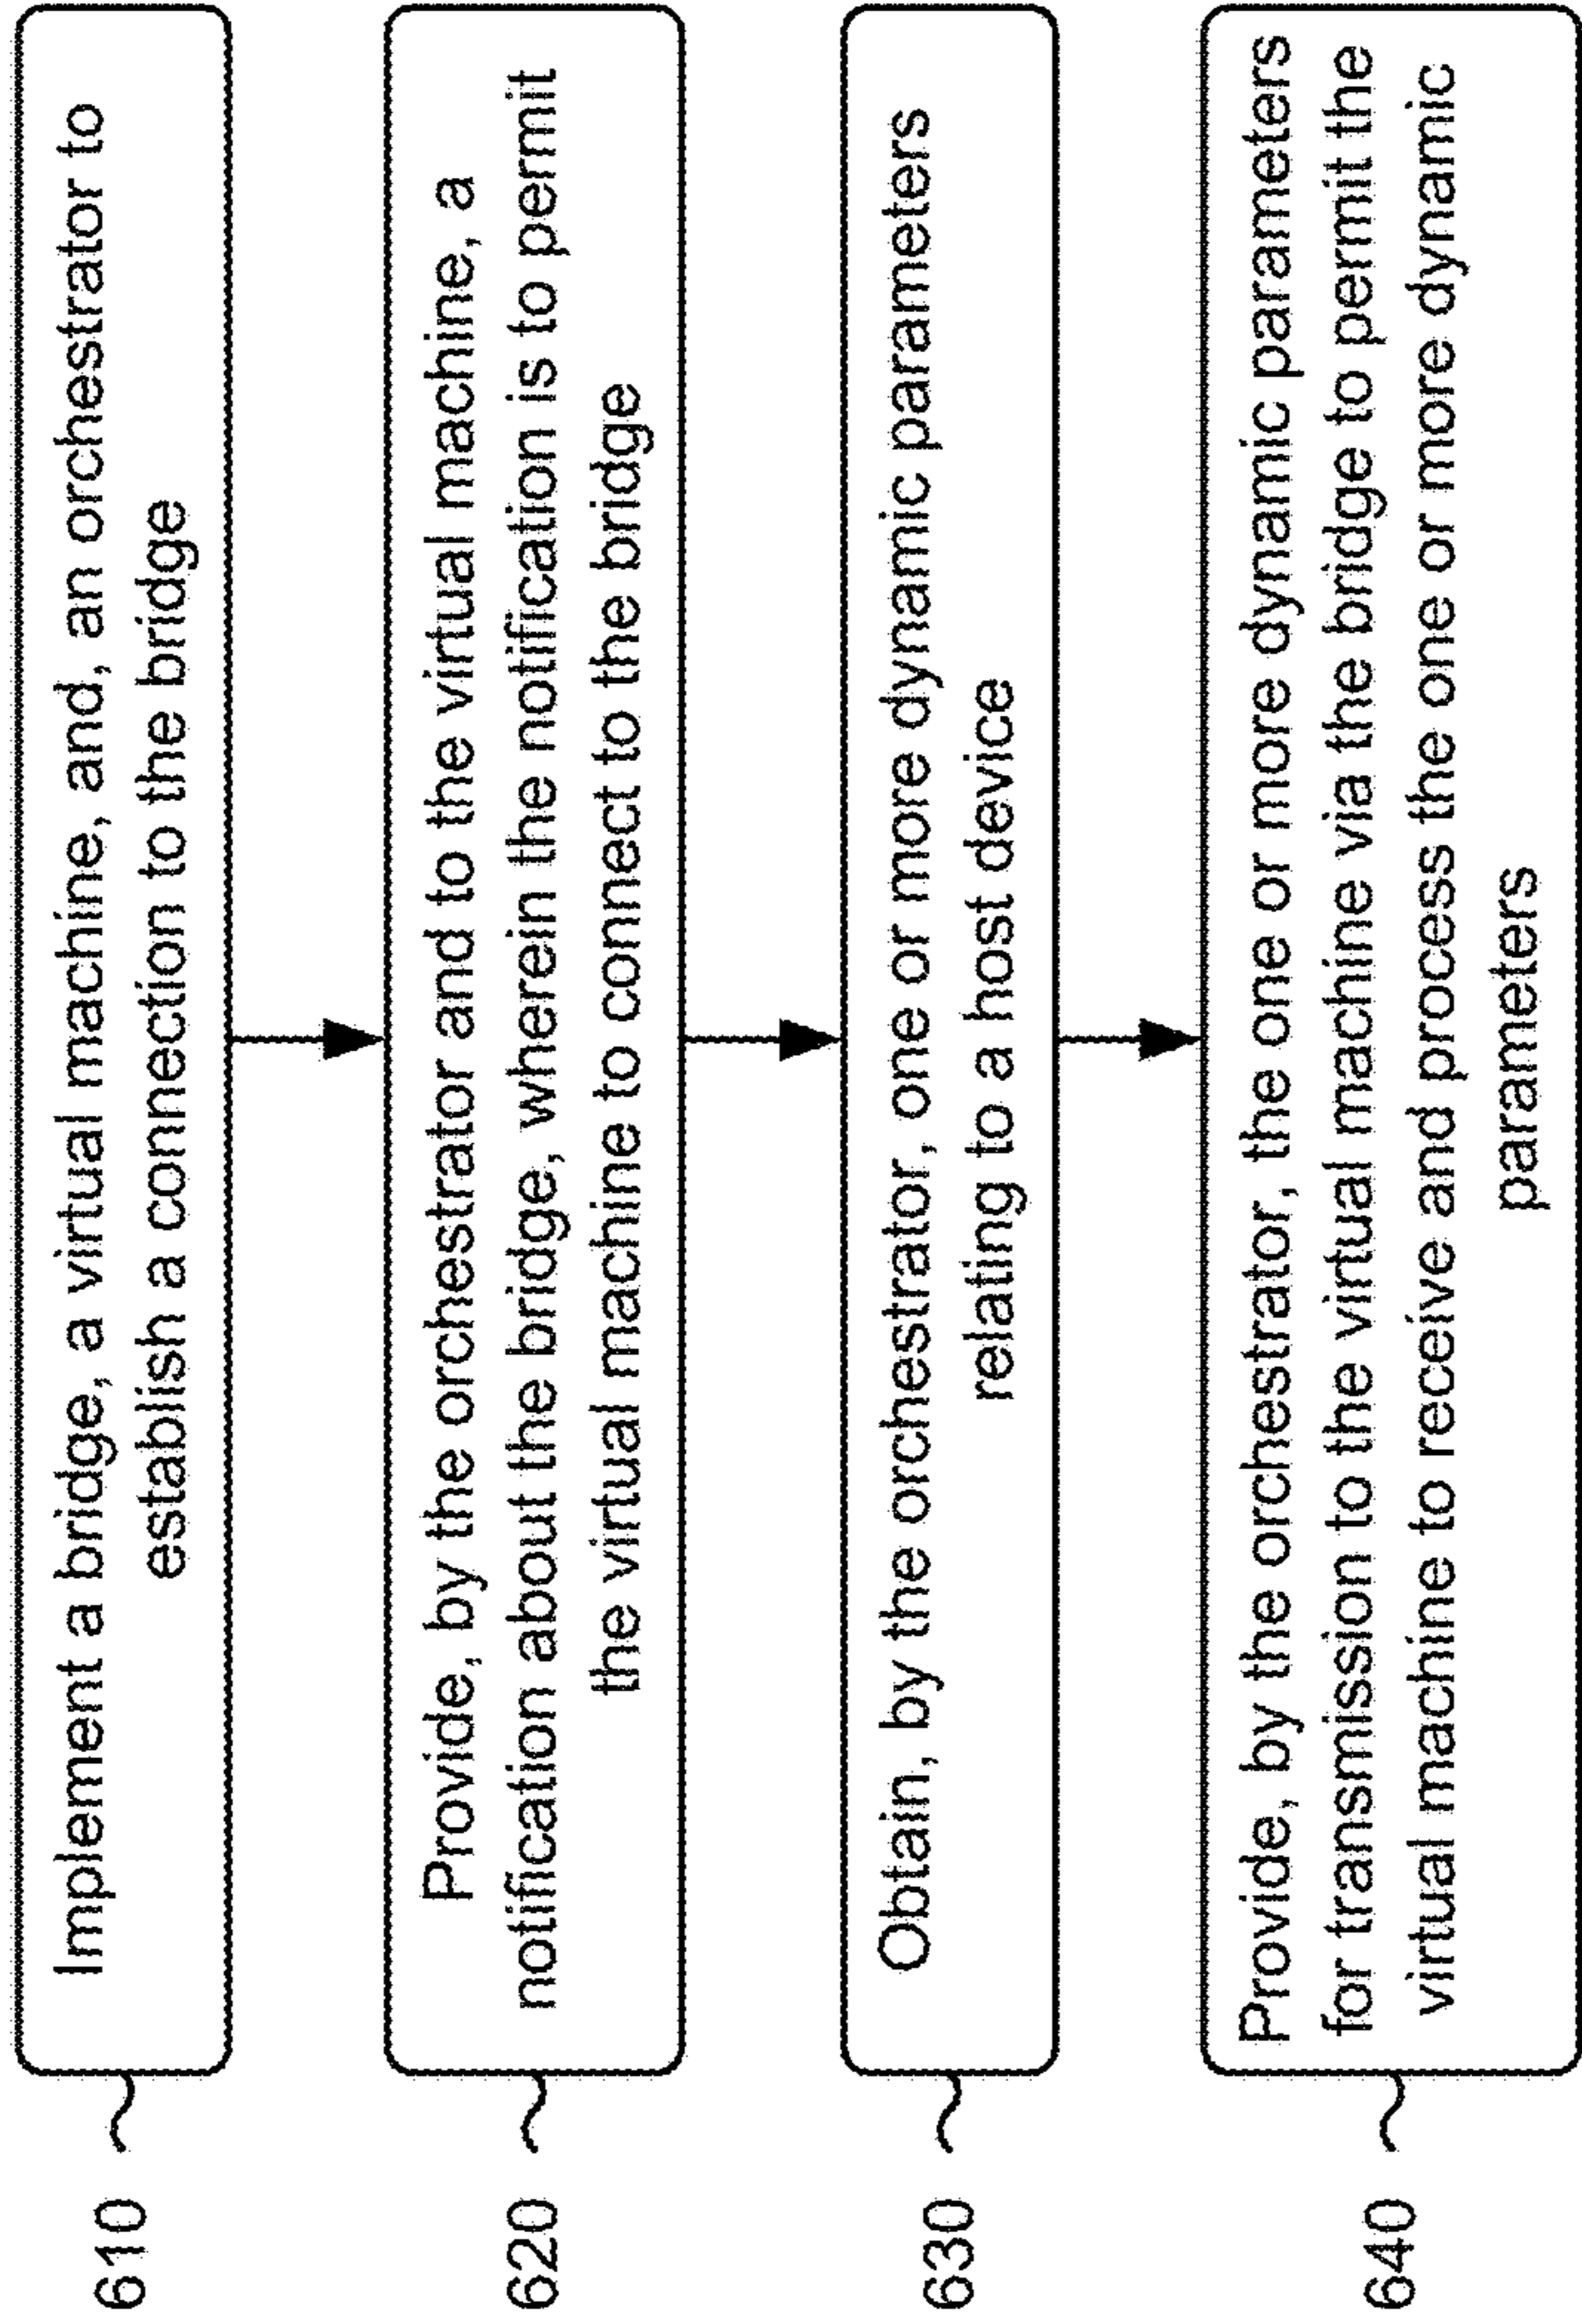 610
Implement a bridge, a virtual machine, and, an orchestrator to
establish a connection to the bridge
620
Provide, by the orchestrator and to the virtual machine, a
notification about the bridge, wherein the notification is to permit
the virtual machine to connect to the bridge
630
Obtain, by the orchestrator, one or more dynamic parameters
relating to a host device
640
Provide, by the orchestrator, the one or more dynamic parameters
for transmission to the virtual machine via the bridge to permit the
virtual machine to receive and process the one or more dynamic
parameters